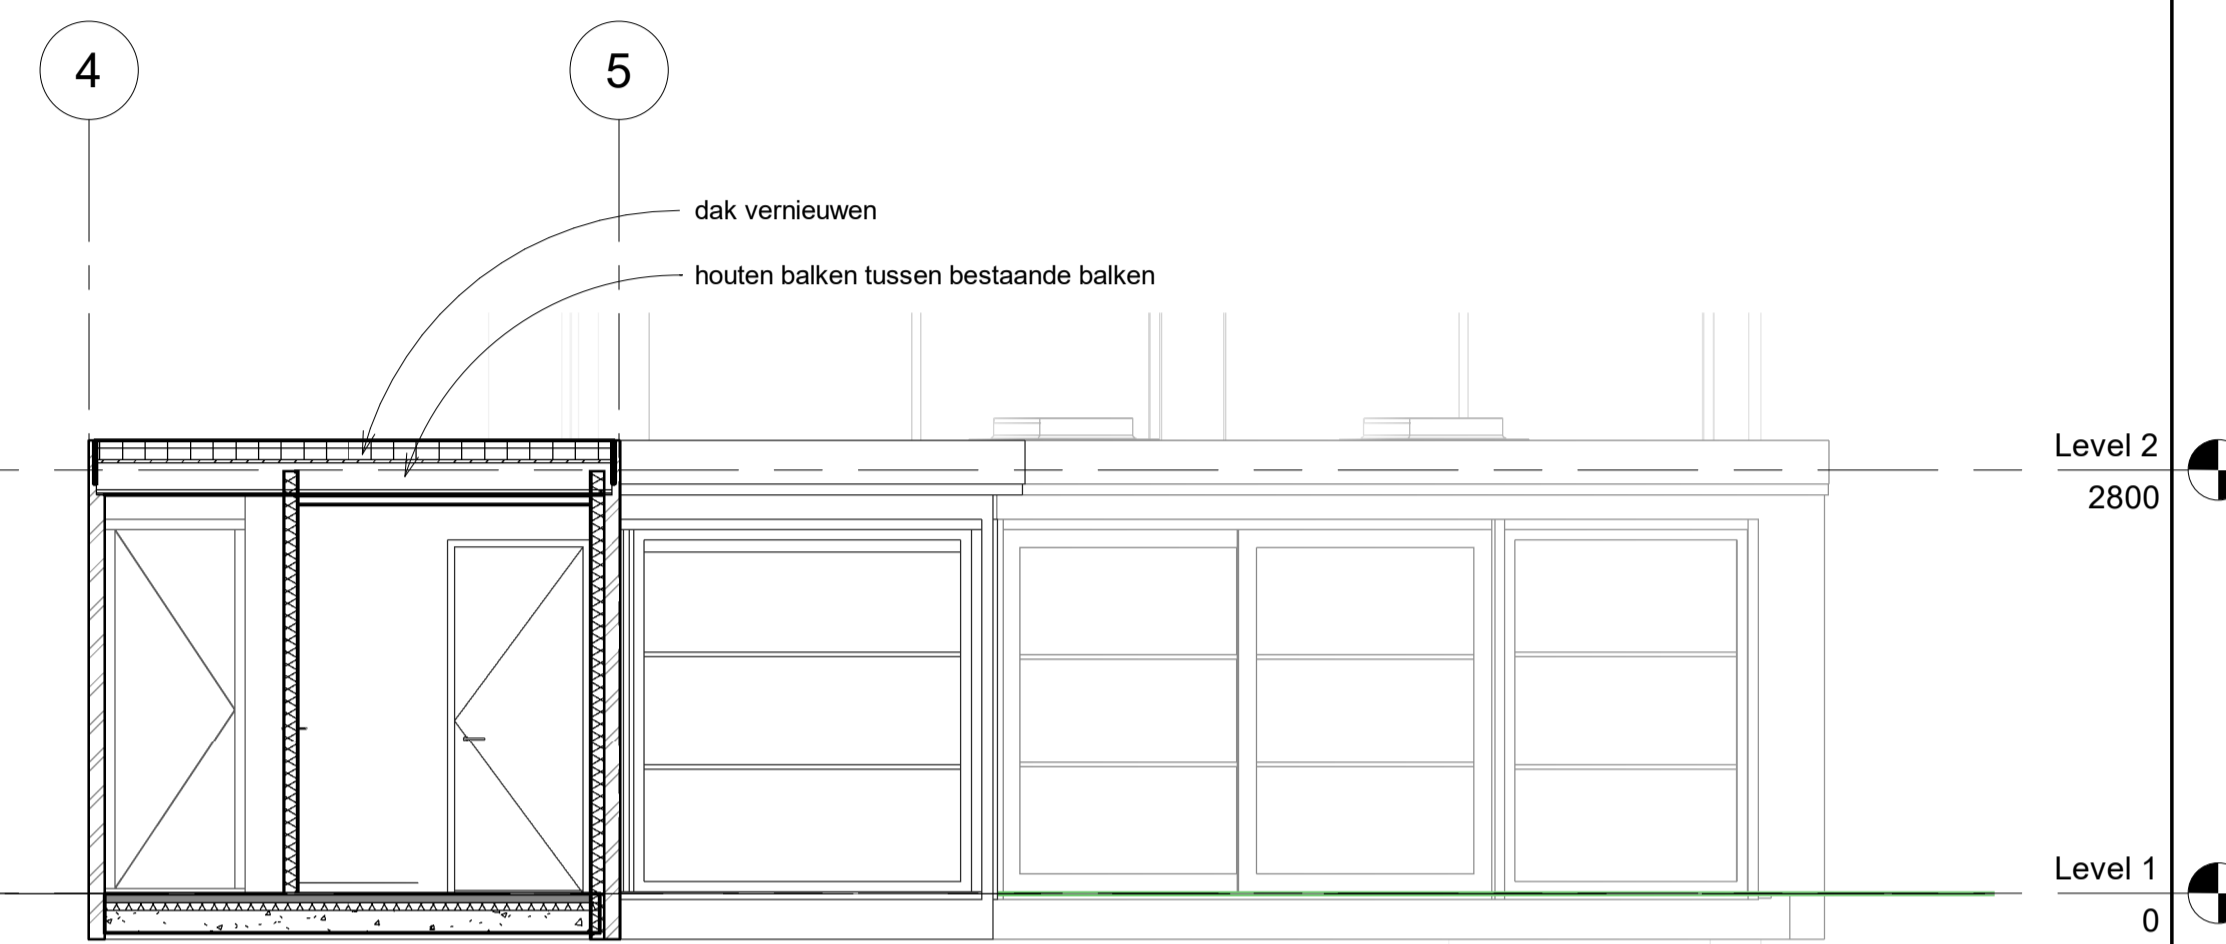 4
5
dak vernieuwen
houten balken tussen bestaande balken
Level 2
2800
Level 1
0